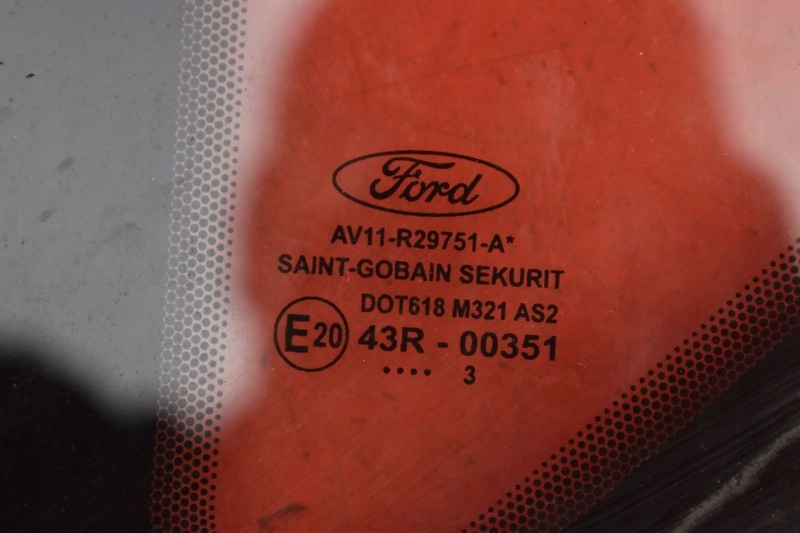 Ford
AV11-R29751-A*
SAINT-GOBAIN SEKURIT
DOT618 M321 AS2
E20 43R - 00351
.... 3